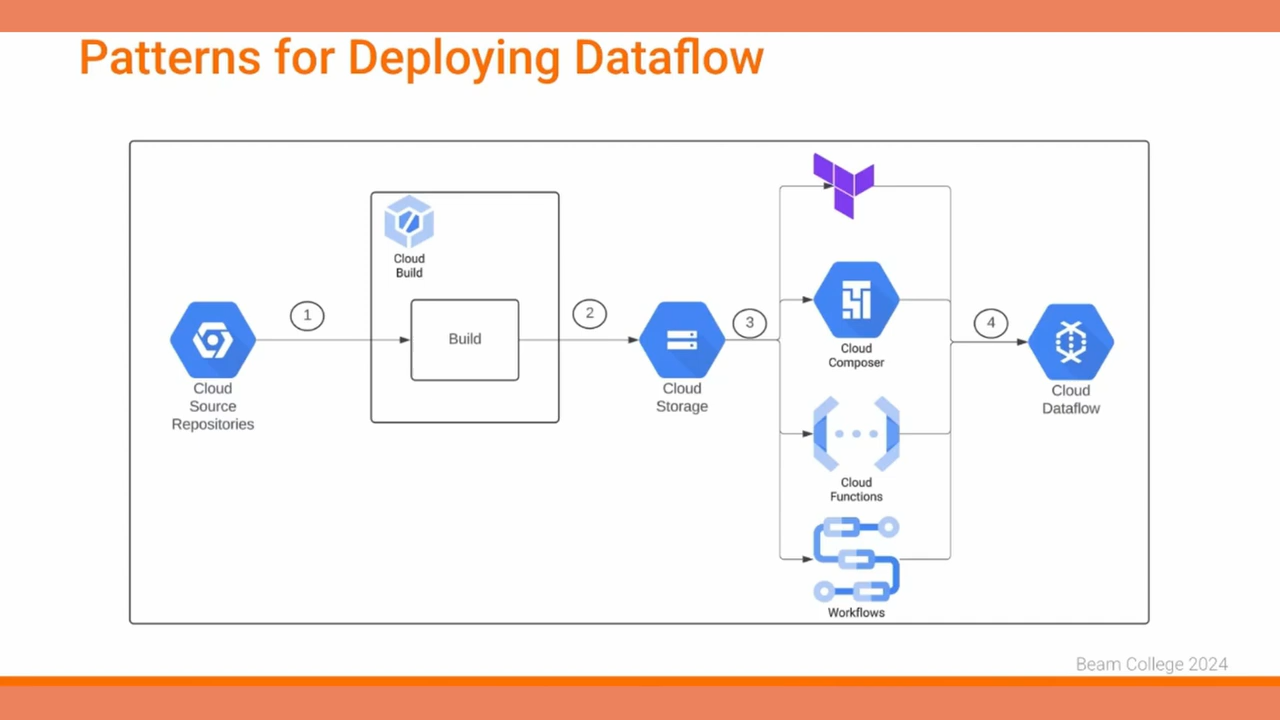 Patterns for Deploying Dataflow
Cloud
Build
Build
1
2
3
4
Cloud
Source
Repositories
Cloud
Storage
Cloud
Composer
Cloud
Functions
Workflows
Cloud
Dataflow
Beam College 2024